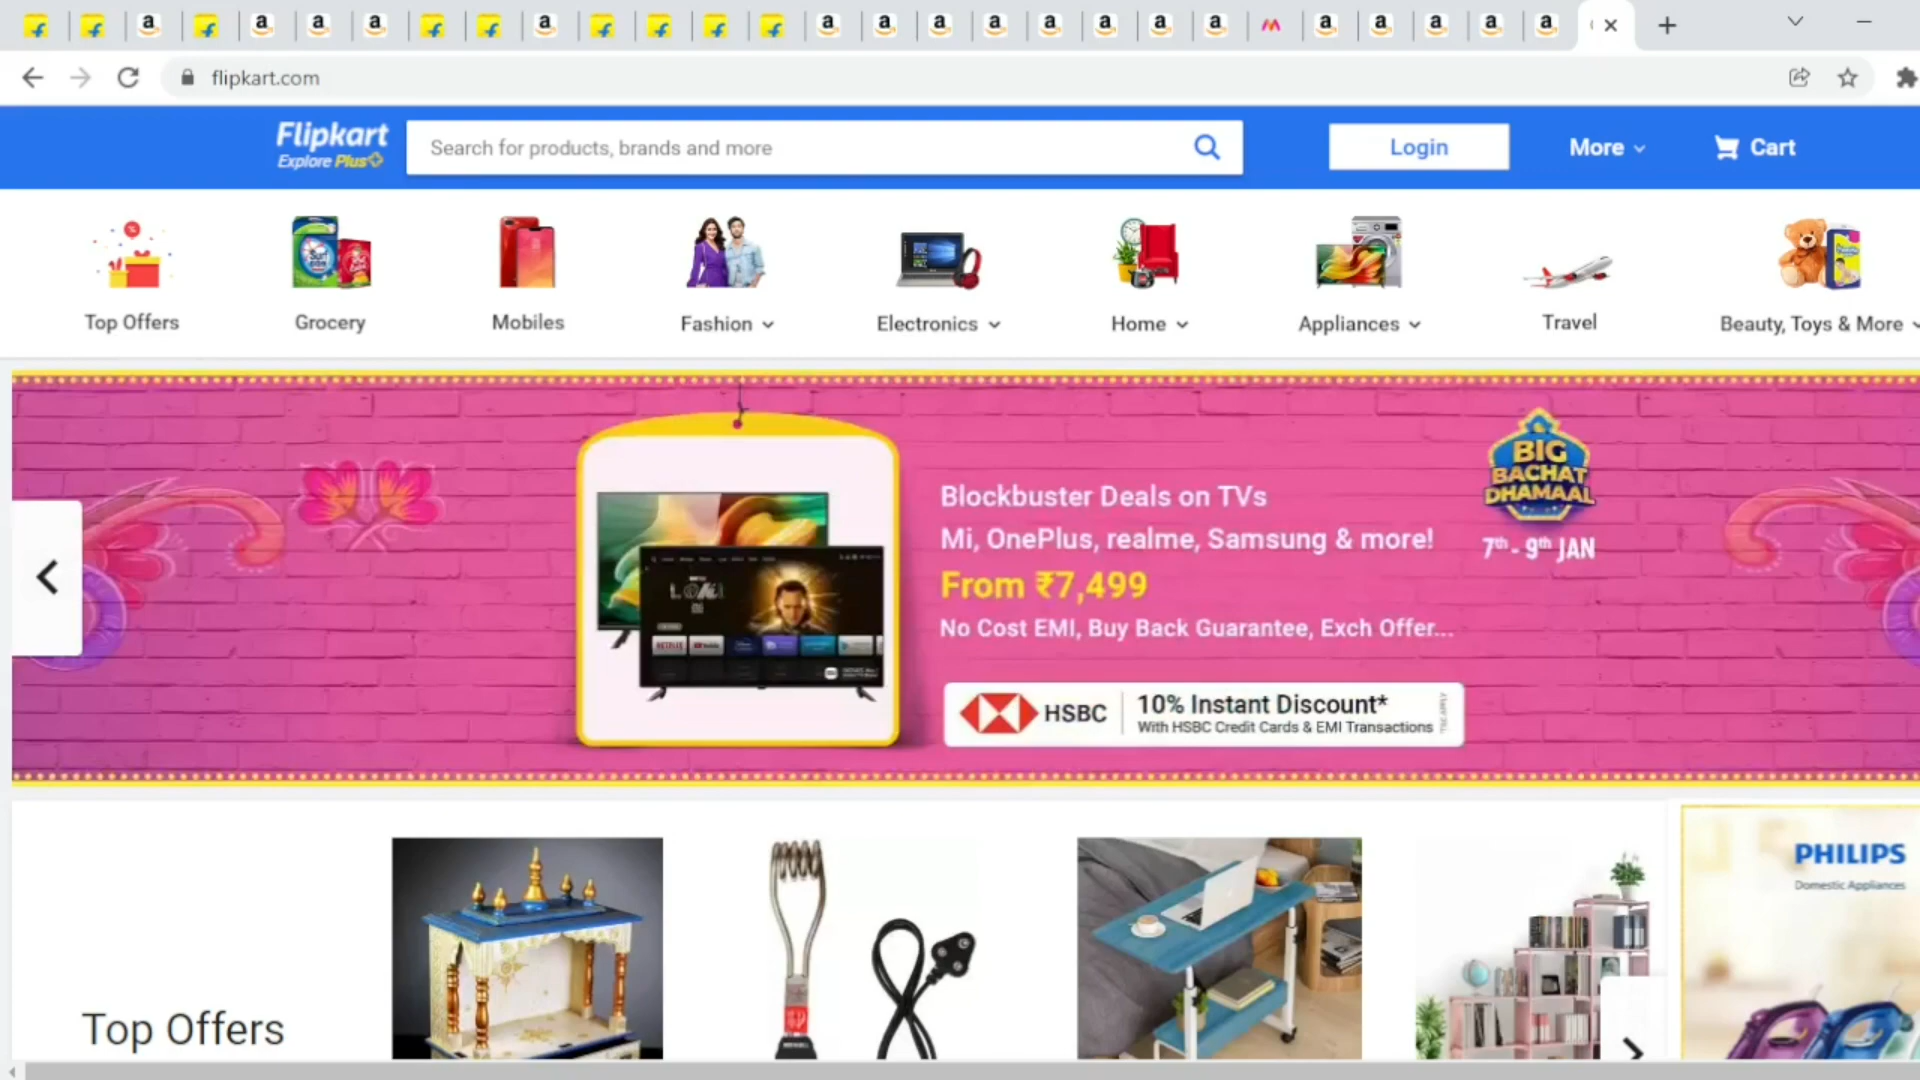 flipkart.com
Flipkart
Explore Plus
Search for products, brands and more
Login
More
Cart
Top Offers
Grocery
Mobiles
Fashion
Electronics
Home
Appliances
Travel
Beauty, Toys & More
BIG
BACHAT
DHAMAAL
7th - 9th JAN
Blockbuster Deals on TVs
Mi, OnePlus, realme, Samsung & more!
From ₹7,499
No Cost EMI, Buy Back Guarantee, Exch Offer...
HSBC
10% Instant Discount*
With HSBC Credit Cards & EMI Transactions
NETFLIX
PHILIPS
Domestic Appliances
Top Offers